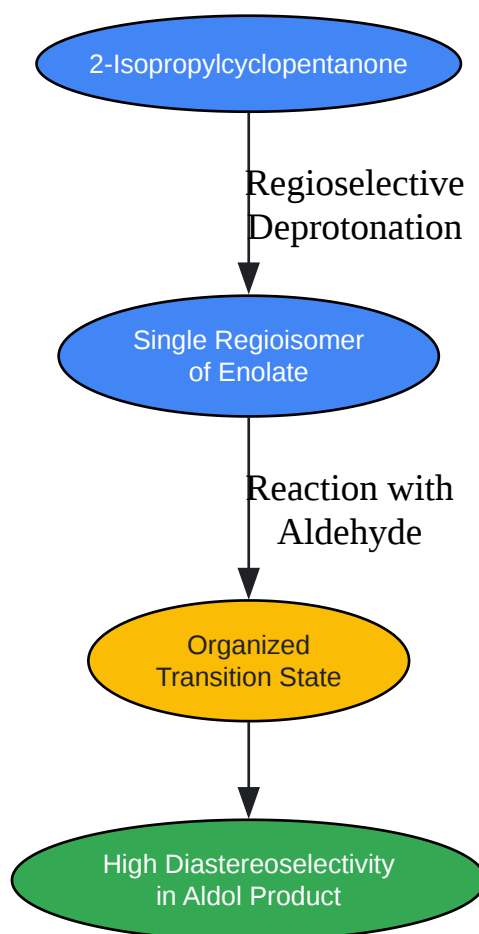 2-Isopropylcyclopentanone
Regioselective
Deprotonation
Single Regioisomer
of Enolate
Reaction with
Aldehyde
Organized
Transition State
High Diastereoselectivity
in Aldol Product